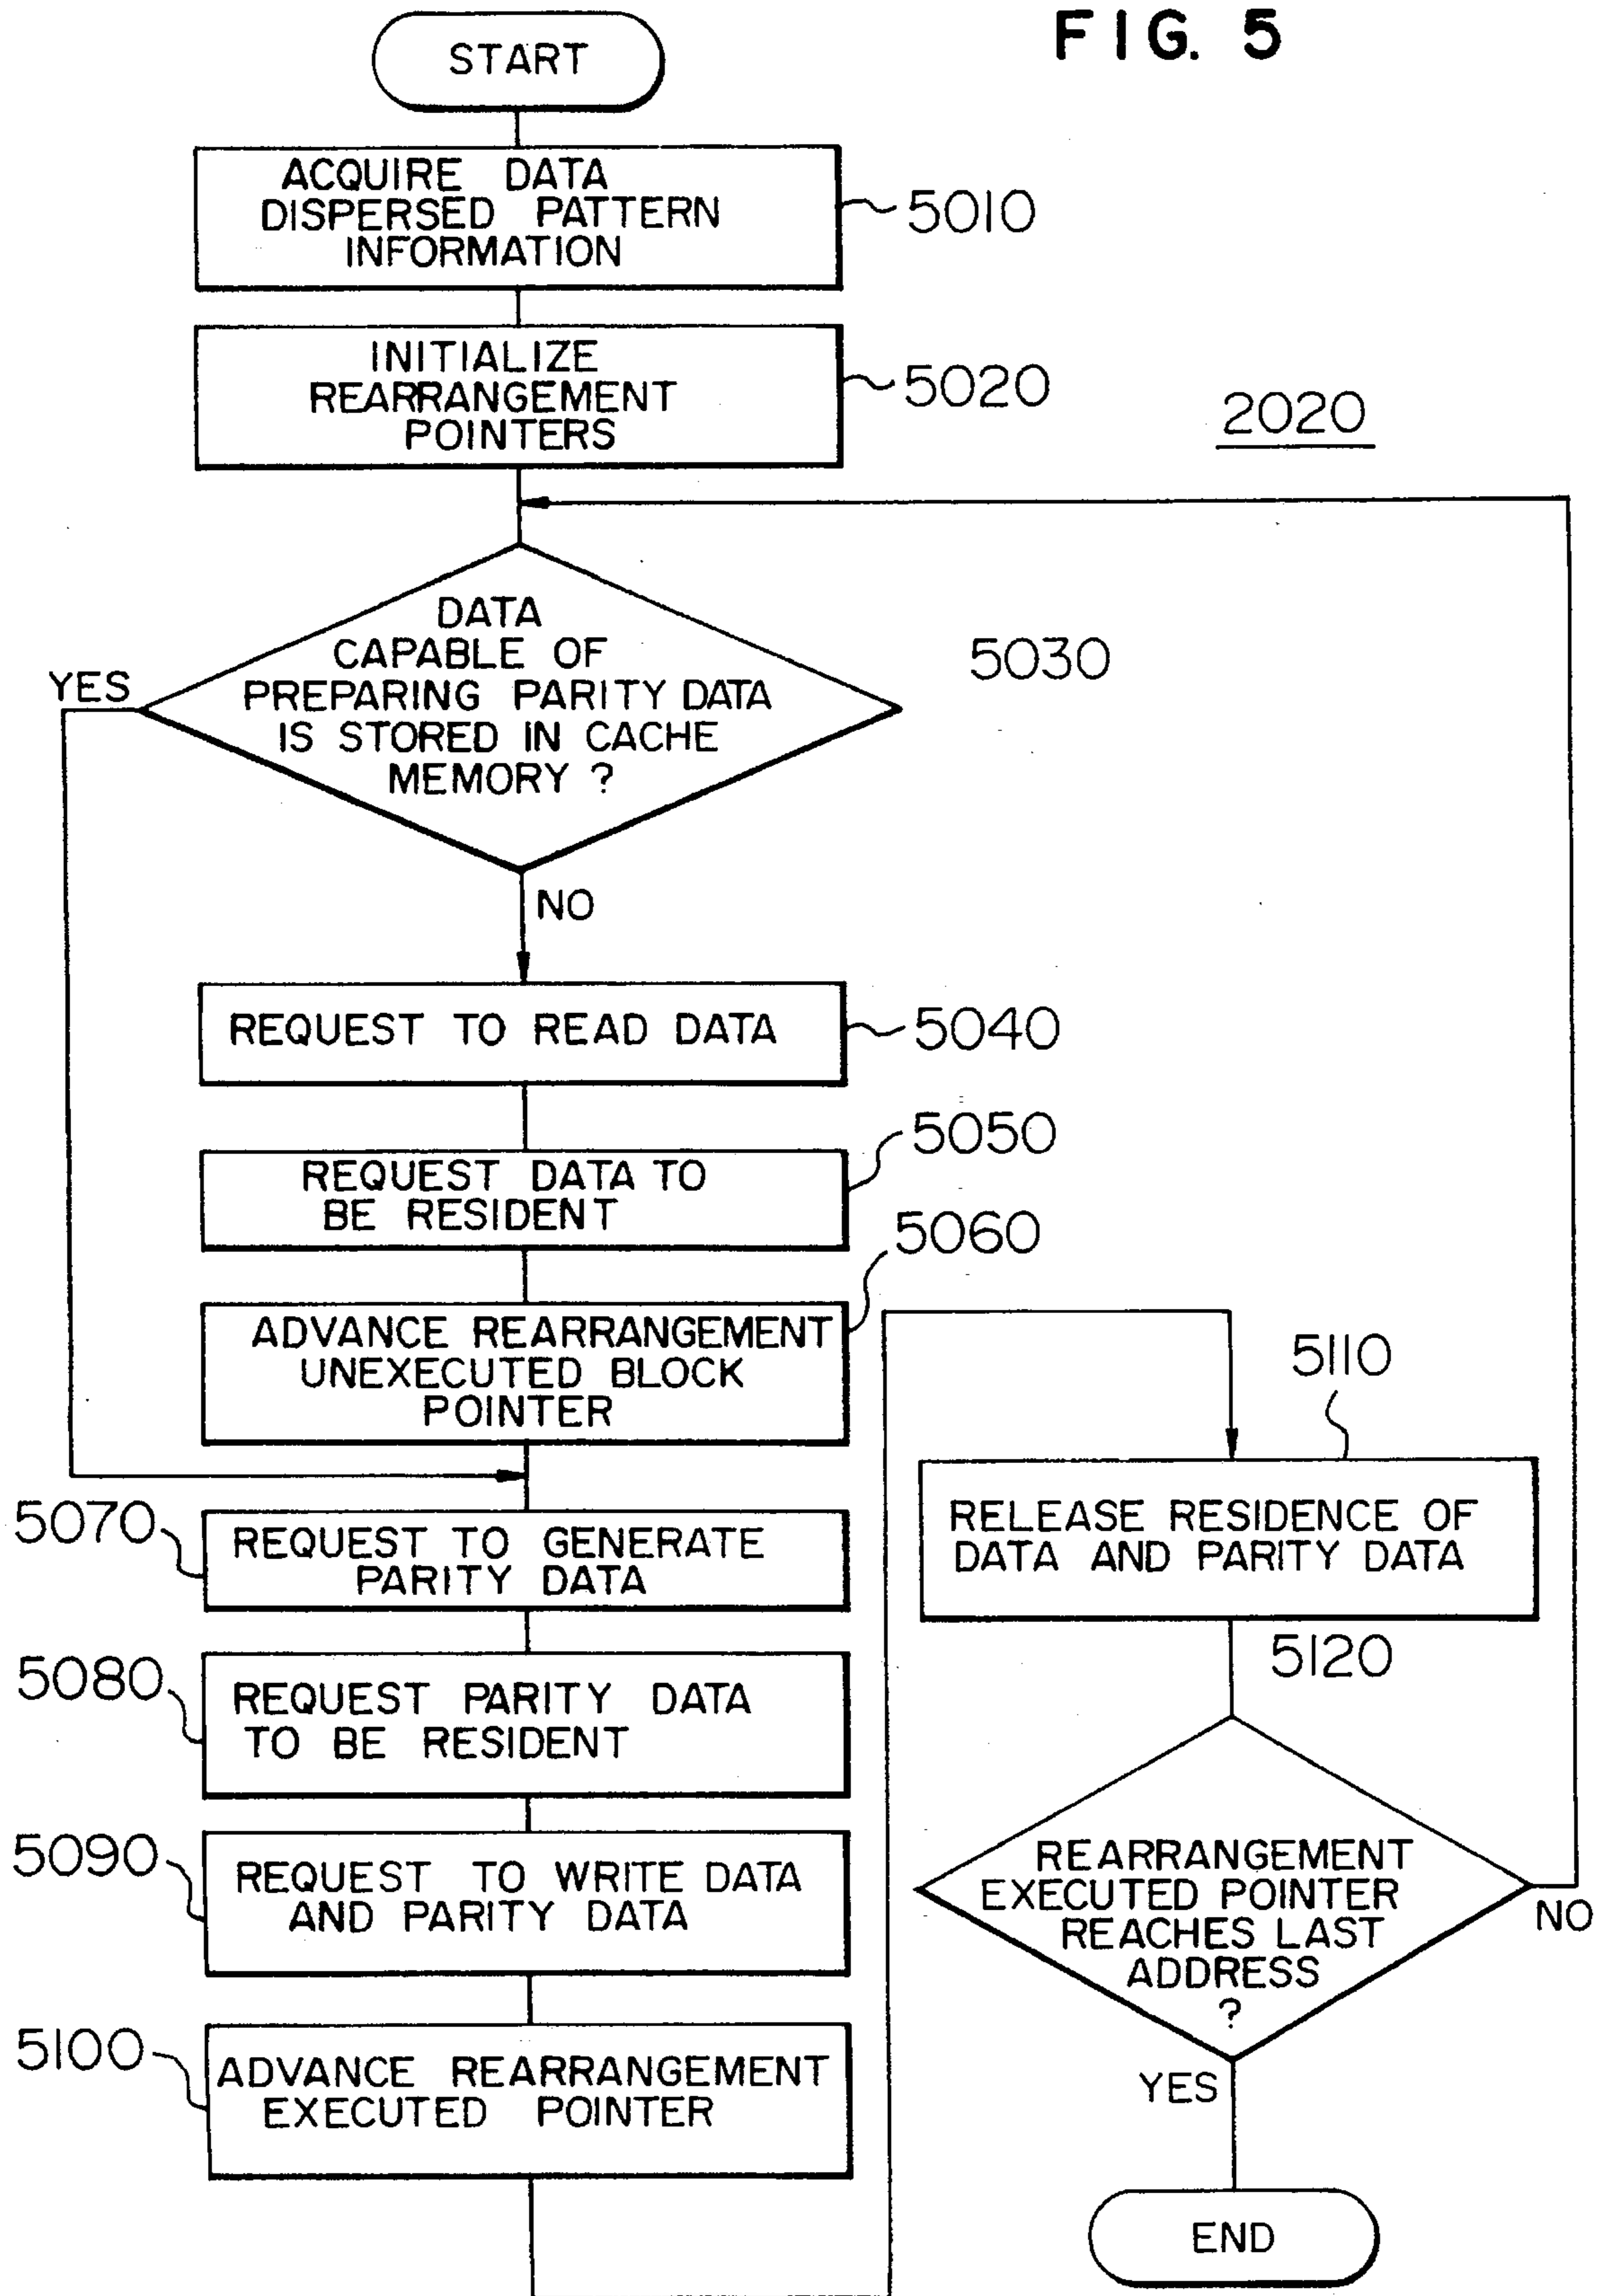 FIG. 5
START
ACQUIRE DATA
DISPERSED PATTERN
INFORMATION
5010
INITIALIZE
REARRANGEMENT
POINTERS
5020
2020
DATA
CAPABLE OF
PREPARING PARITY DATA
IS STORED IN CACHE
MEMORY ?
5030
YES
NO
REQUEST TO READ DATA
5040
REQUEST DATA TO
BE RESIDENT
5050
ADVANCE REARRANGEMENT
UNEXECUTED BLOCK
POINTER
5060
5070
REQUEST TO GENERATE
PARITY DATA
5080
REQUEST PARITY DATA
TO BE RESIDENT
5090
REQUEST TO WRITE DATA
AND PARITY DATA
5100
ADVANCE REARRANGEMENT
EXECUTED POINTER
5110
RELEASE RESIDENCE OF
DATA AND PARITY DATA
5120
REARRANGEMENT
EXECUTED POINTER
REACHES LAST
ADDRESS
?
NO
YES
END